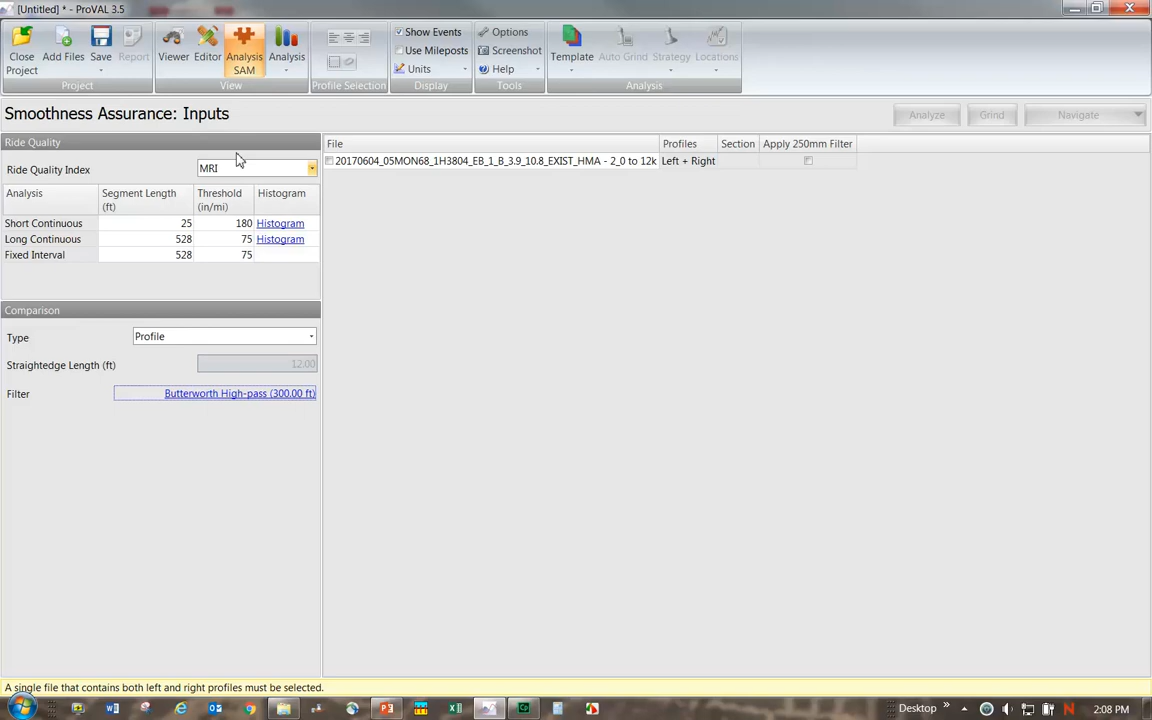 [Untitled] * - ProVAL 3.5
Close Project
Add Files
Save
Report
Viewer
Editor
Analysis SAM
Analysis
Show Events
Use Mileposts
Units
Options
Screenshot
Help
Template
Auto Grind
Strategy
Locations
Project
View
Profile Selection
Display
Tools
Analysis
Smoothness Assurance: Inputs
Analyze
Grind
Navigate
Ride Quality
Ride Quality Index
MRI
Analysis
Segment Length (ft)
Threshold (in/mi)
Histogram
Short Continuous 25 180 Histogram
Long Continuous 528 75 Histogram
Fixed Interval 528 75
Comparison
Type
Profile
Straightedge Length (ft)
12.00
Filter
Butterworth High-pass (300.00 ft)
File Profiles Section Apply 250mm Filter
20170604_05MON68_1H3804_EB_1_B_3.9_10.8_EXIST_HMA - 2_0 to 12k Left + Right
A single file that contains both left and right profiles must be selected.
Desktop
2:08 PM